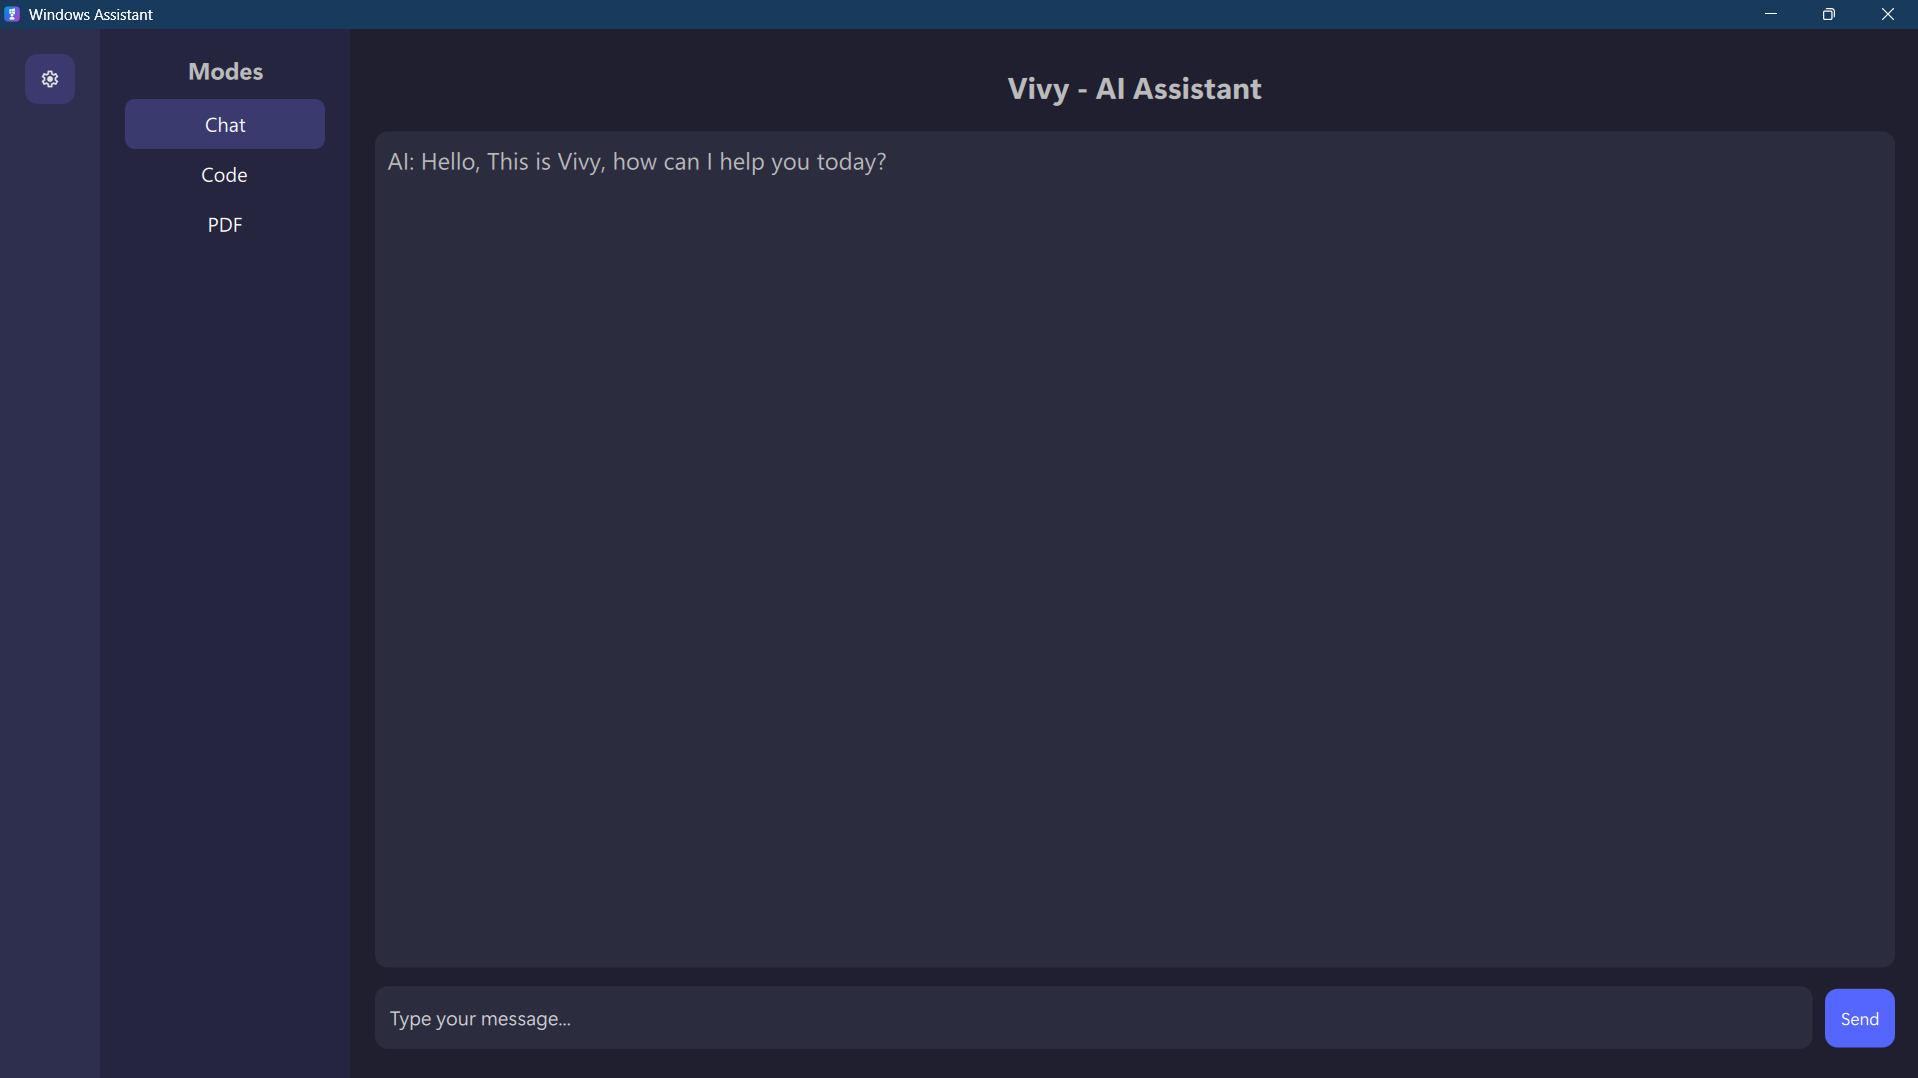 Windows Assistant
Modes
Chat
Code
PDF
Vivy - AI Assistant
AI: Hello, This is Vivy, how can I help you today?
Type your message...
Send